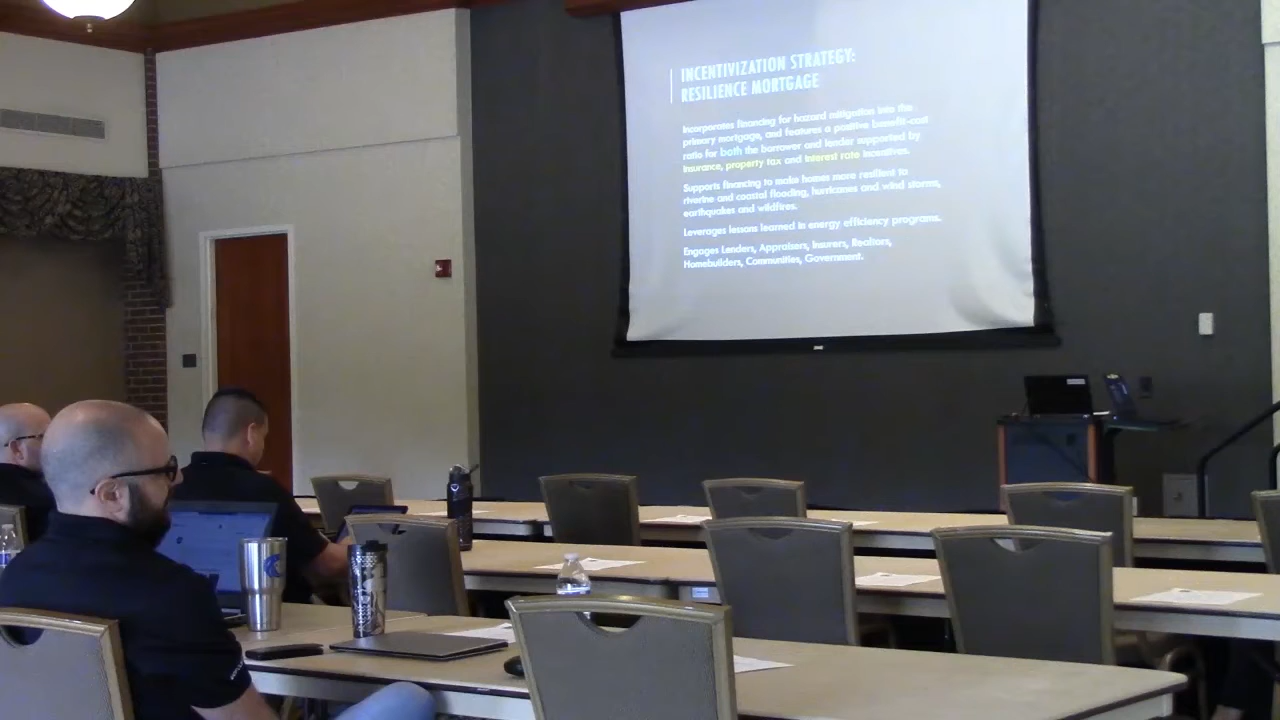 INCENTIVIZATION STRATEGY:
RESILIENCE MORTGAGE
Incorporates financing for hazard mitigation into the
primary mortgage, and features a positive benefit-cost
ratio for both the borrower and lender supported by
insurance, property tax and interest rate incentives.
Supports financing to make homes more resilient to
riverine and coastal flooding, hurricanes and wind storms,
earthquakes and wildfires.
Leverages lessons learned in energy efficiency programs.
Engages Lenders, Appraisers, Insurers, Realtors,
Homebuilders, Communities, Government.